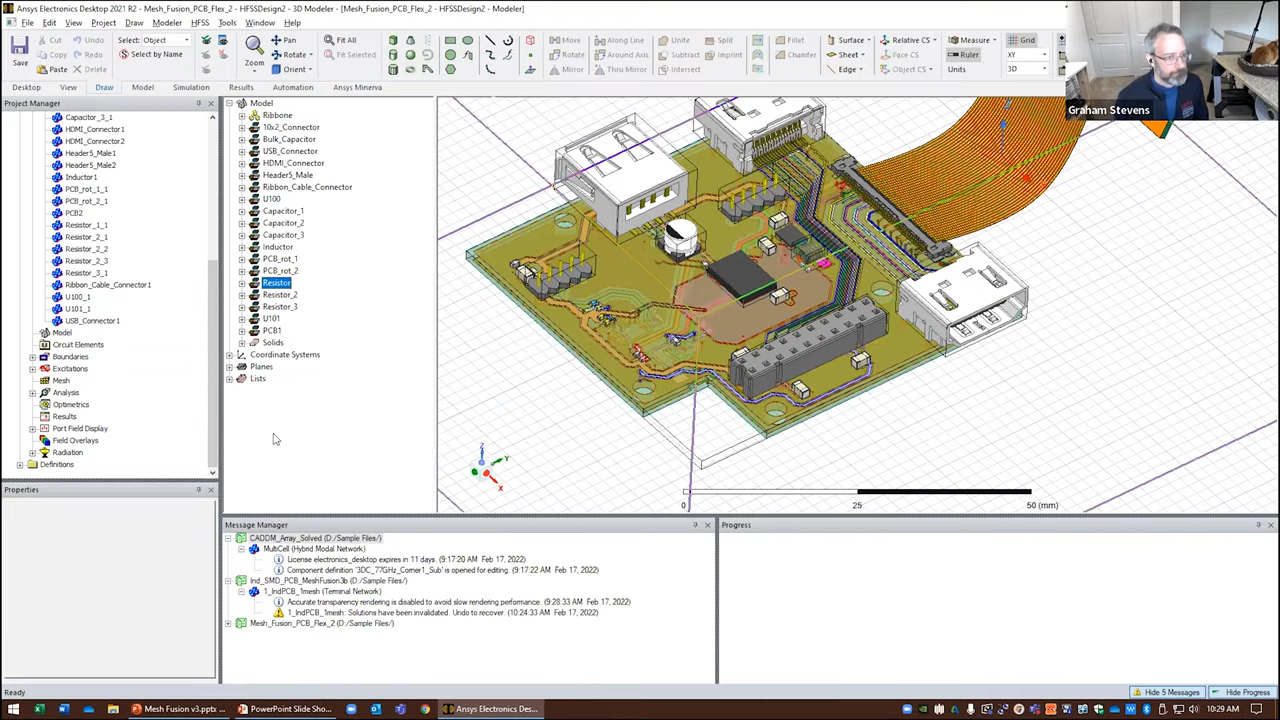 Ansys Electronics Desktop 2021 R2 - Mesh_Fusion_PCB_Flex_2 - HFSSDesign2 - 3D Modeler - [Mesh_Fusion_PCB_Flex_2 - HFSSDesign2 - Modeler]
File Edit View Project Draw Modeler HFSS Tools Window Help
Save
Cut
Copy
Paste
Undo
Redo
Delete
Select: Object
Select by Name
Zoom
Pan
Rotate
Orient
Fit All
Fit Selected
Move
Rotate
Mirror
Along Line
Around Axis
Thru Mirror
Unite
Subtract
Intersect
Split
Imprint
Fillet
Chamfer
Surface
Sheet
Edge
Relative CS
Face CS
Object CS
Measure
Ruler
Units
Grid
XY
3D
Desktop View Draw Model Simulation Results Automation Ansys Minerva
Graham Stevens
Project Manager
Capacitor_3_1
HDMI_Connector1
HDMI_Connector2
Header5_Male1
Header5_Male2
Inductor1
PCB_rot_1_1
PCB_rot_2_1
PCB2
Resistor_1_1
Resistor_2_1
Resistor_2_2
Resistor_2_3
Resistor_3_1
Ribbon_Cable_Connector1
U100_1
U101_1
USB_Connector1
Model
Circuit Elements
Boundaries
Excitations
Mesh
Analysis
Optimetrics
Results
Port Field Display
Field Overlays
Radiation
Definitions
Properties
Model
Ribbone
10x2_Connector
Bulk_Capacitor
USB_Connector
HDMI_Connector
Header5_Male
Ribbon_Cable_Connector
U100
Capacitor_1
Capacitor_2
Capacitor_3
Inductor
PCB_rot_1
PCB_rot_2
Resistor
Resistor_2
Resistor_3
U101
PCB1
Solids
Coordinate Systems
Planes
Lists
Z
Y
X
0 25 50 (mm)
Message Manager
CADDM_Array_Solved (D:/Sample Files/)
MultiCell (Hybrid Modal Network)
License electronics_desktop expires in 11 days. (9:17:20 AM Feb 17, 2022)
Component definition '3DC_77GHz_Corner1_Sub' is opened for editing. (9:17:22 AM Feb 17, 2022)
Ind_SMD_PCB_MeshFusion3b (D:/Sample Files/)
1_IndPCB_1mesh (Terminal Network)
Accurate transparency rendering is disabled to avoid slow rendering performance. (9:28:33 AM Feb 17, 2022)
1_IndPCB_1mesh: Solutions have been invalidated. Undo to recover. (10:24:33 AM Feb 17, 2022)
Mesh_Fusion_PCB_Flex_2 (D:/Sample Files/)
Progress
Ready
Hide 5 Messages
Hide Progress
Mesh Fusion v3.pptx ...
PowerPoint Slide Sho...
Ansys Electronics Des...
10:29 AM